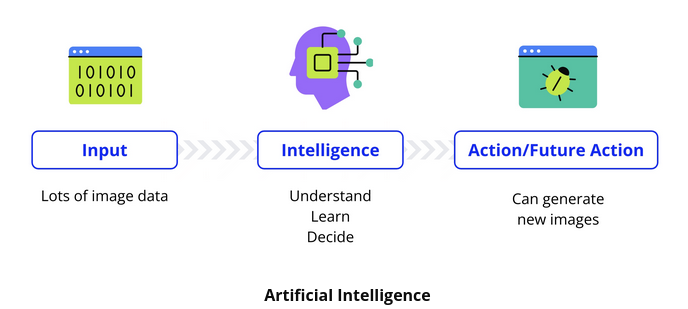 101010
010101
Input
Intelligence
Action/Future Action
Lots of image data
Understand
Learn
Decide
Can generate
new images
Artificial Intelligence